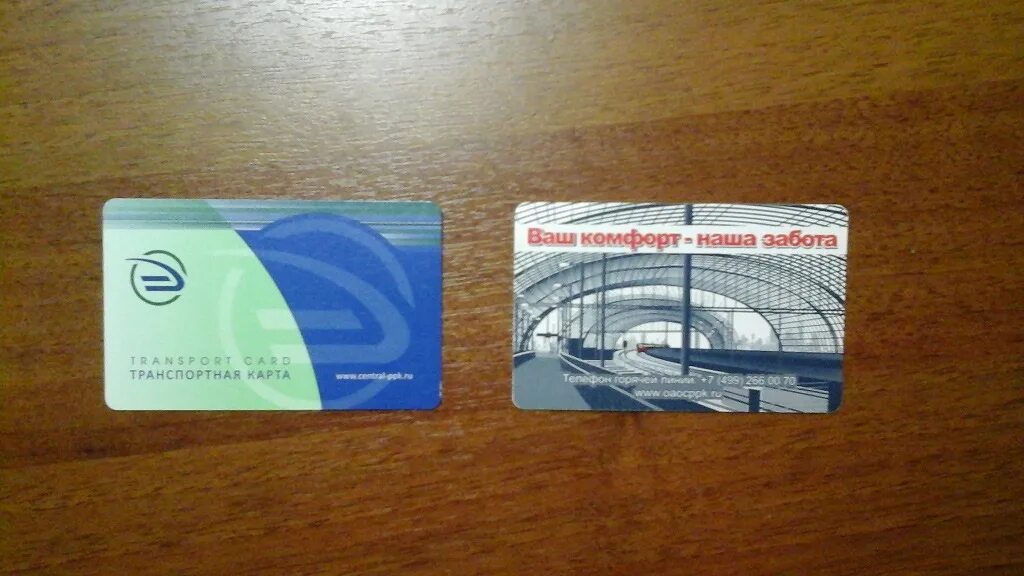 TRANSPORT CARD
ТРАНСПОРТНАЯ КАРТА
www.central-ppk.ru
Ваш комфорт - наша забота
Телефон горячей линии: +7 (499) 266 00 70
www.oaocppk.ru